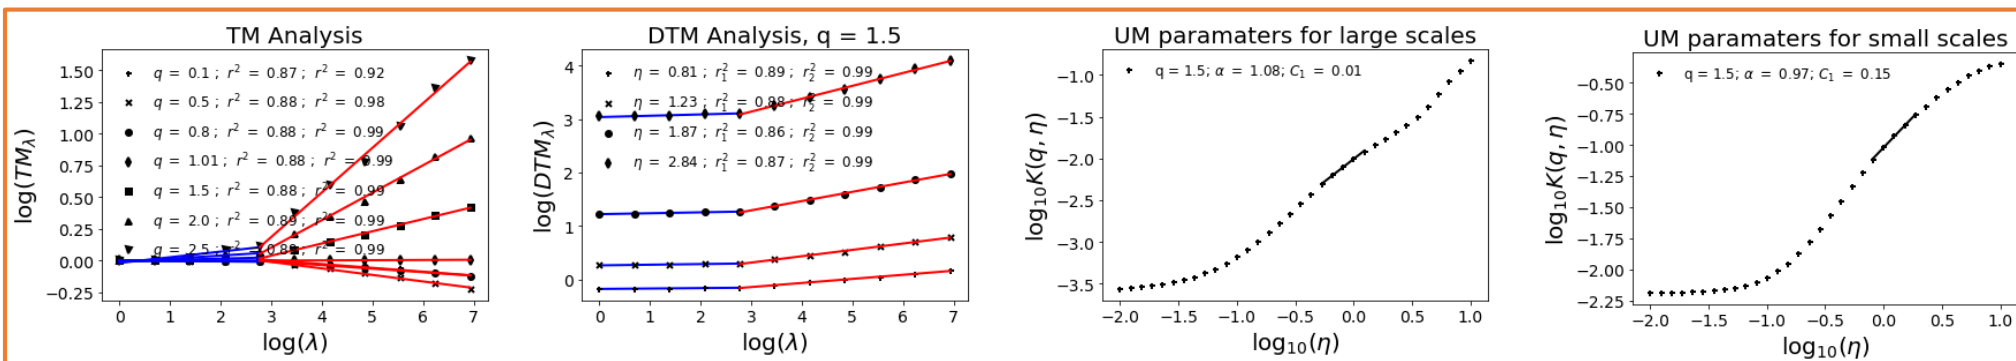 TM Analysis
log(TMλ)
q = 0.1 ; r² = 0.87 ; r² = 0.92
q = 0.5 ; r² = 0.88 ; r² = 0.98
q = 0.8 ; r² = 0.88 ; r² = 0.99
q = 1.01 ; r² = 0.88 ; r² = 0.99
q = 1.5 ; r² = 0.88 ; r² = 0.99
q = 2.0 ; r² = 0.89 ; r² = 0.99
q = 2.5 ; r² = 0.89 ; r² = 0.99
1.50
1.25
1.00
0.75
0.50
0.25
0.00
−0.25
0 1 2 3 4 5 6 7
log(λ)
DTM Analysis, q = 1.5
log(DTMλ)
η = 0.81 ; r₁² = 0.89 ; r₂² = 0.99
η = 1.23 ; r₁² = 0.88 ; r₂² = 0.99
η = 1.87 ; r₁² = 0.86 ; r₂² = 0.99
η = 2.84 ; r₁² = 0.87 ; r₂² = 0.99
4
3
2
1
0
0 1 2 3 4 5 6 7
log(λ)
UM paramaters for large scales
log₁₀K(q, η)
q = 1.5; α = 1.08; C₁ = 0.01
−1.0
−1.5
−2.0
−2.5
−3.0
−3.5
−2.0 −1.5 −1.0 −0.5 0.0 0.5 1.0
log₁₀(η)
UM paramaters for small scales
log₁₀K(q, η)
q = 1.5; α = 0.97; C₁ = 0.15
−0.50
−0.75
−1.00
−1.25
−1.50
−1.75
−2.00
−2.25
−2.0 −1.5 −1.0 −0.5 0.0 0.5 1.0
log₁₀(η)